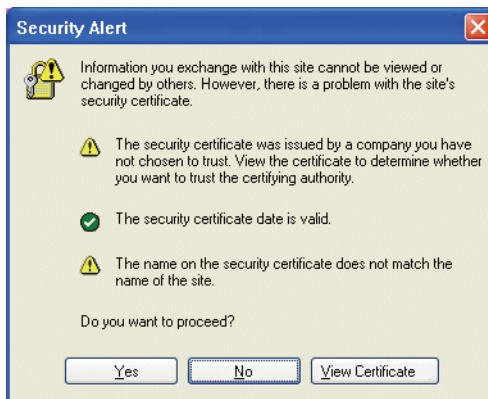 Security Alert
Information you exchange with this site cannot be viewed or
changed by others. However, there is a problem with the site's
security certificate.
The security certificate was issued by a company you have
not chosen to trust. View the certificate to determine whether
you want to trust the certifying authority.
The security certificate date is valid.
The name on the security certificate does not match the
name of the site.
Do you want to proceed?
Yes No View Certificate